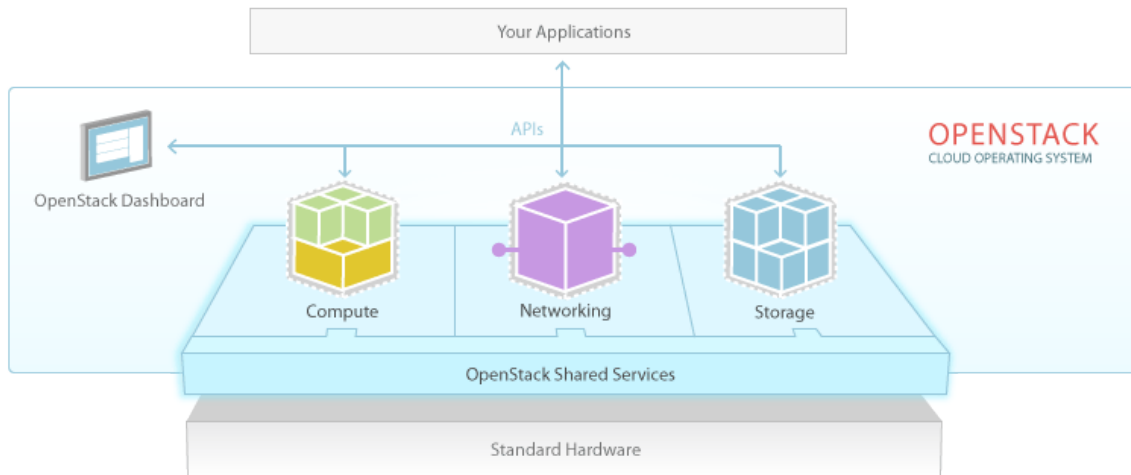 Your Applications
APIs
OPENSTACK
CLOUD OPERATING SYSTEM
OpenStack Dashboard
Compute
Networking
Storage
OpenStack Shared Services
Standard Hardware